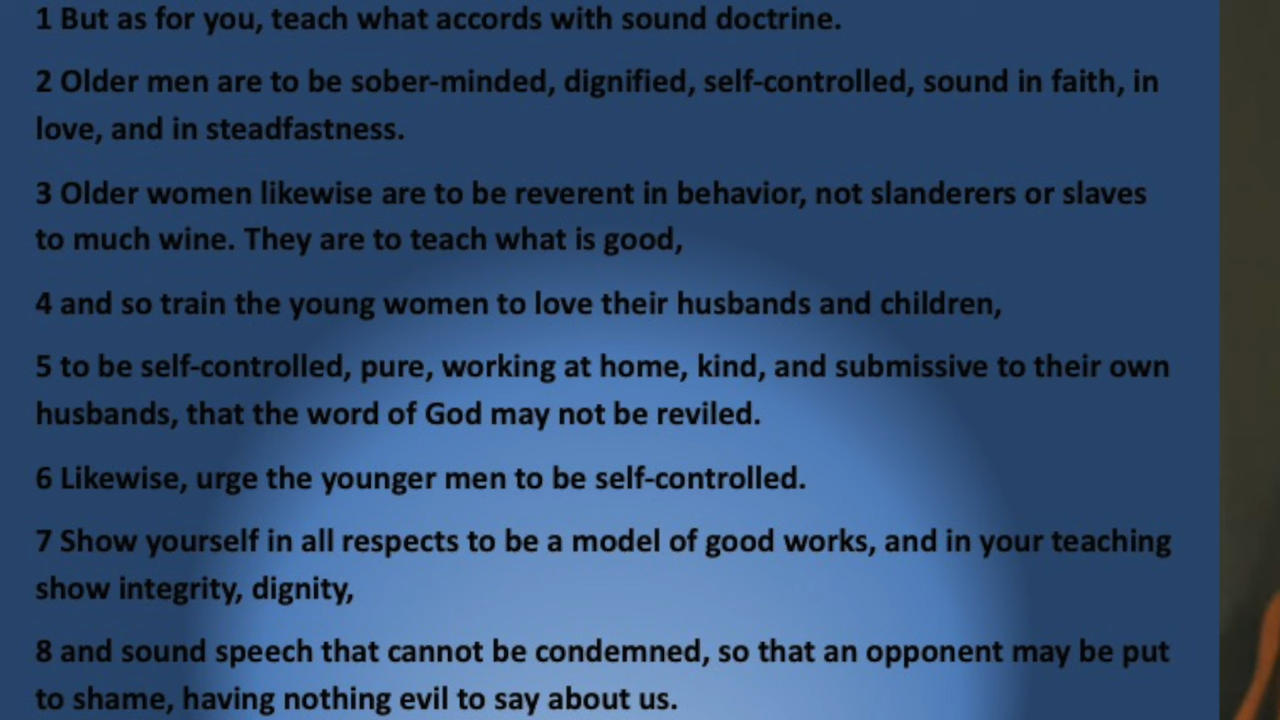 1 But as for you, teach what accords with sound doctrine.
2 Older men are to be sober-minded, dignified, self-controlled, sound in faith, in
love, and in steadfastness.
3 Older women likewise are to be reverent in behavior, not slanderers or slaves
to much wine. They are to teach what is good,
4 and so train the young women to love their husbands and children,
5 to be self-controlled, pure, working at home, kind, and submissive to their own
husbands, that the word of God may not be reviled.
6 Likewise, urge the younger men to be self-controlled.
7 Show yourself in all respects to be a model of good works, and in your teaching
show integrity, dignity,
8 and sound speech that cannot be condemned, so that an opponent may be put
to shame, having nothing evil to say about us.